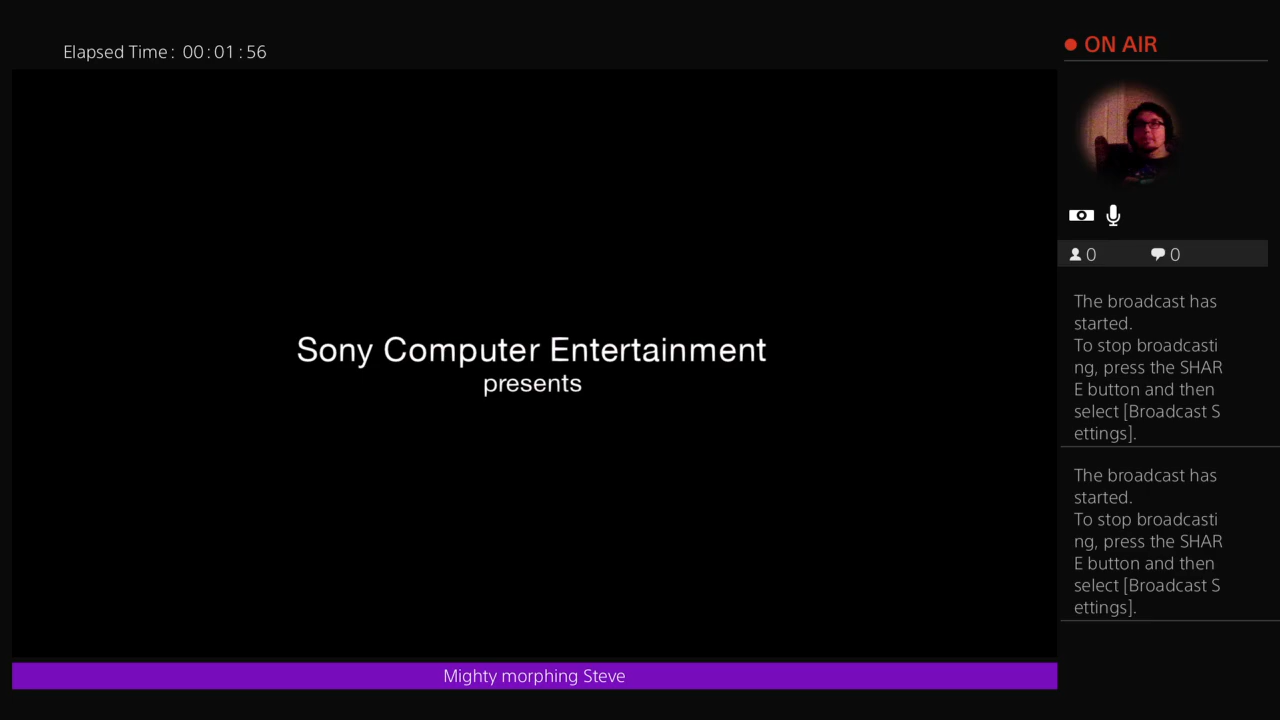 Elapsed Time: 00:01:56
ON AIR
0 0
Sony Computer Entertainment
presents
The broadcast has
started.
To stop broadcasti
ng, press the SHAR
E button and then
select [Broadcast S
ettings].
The broadcast has
started.
To stop broadcasti
ng, press the SHAR
E button and then
select [Broadcast S
ettings].
Mighty morphing Steve